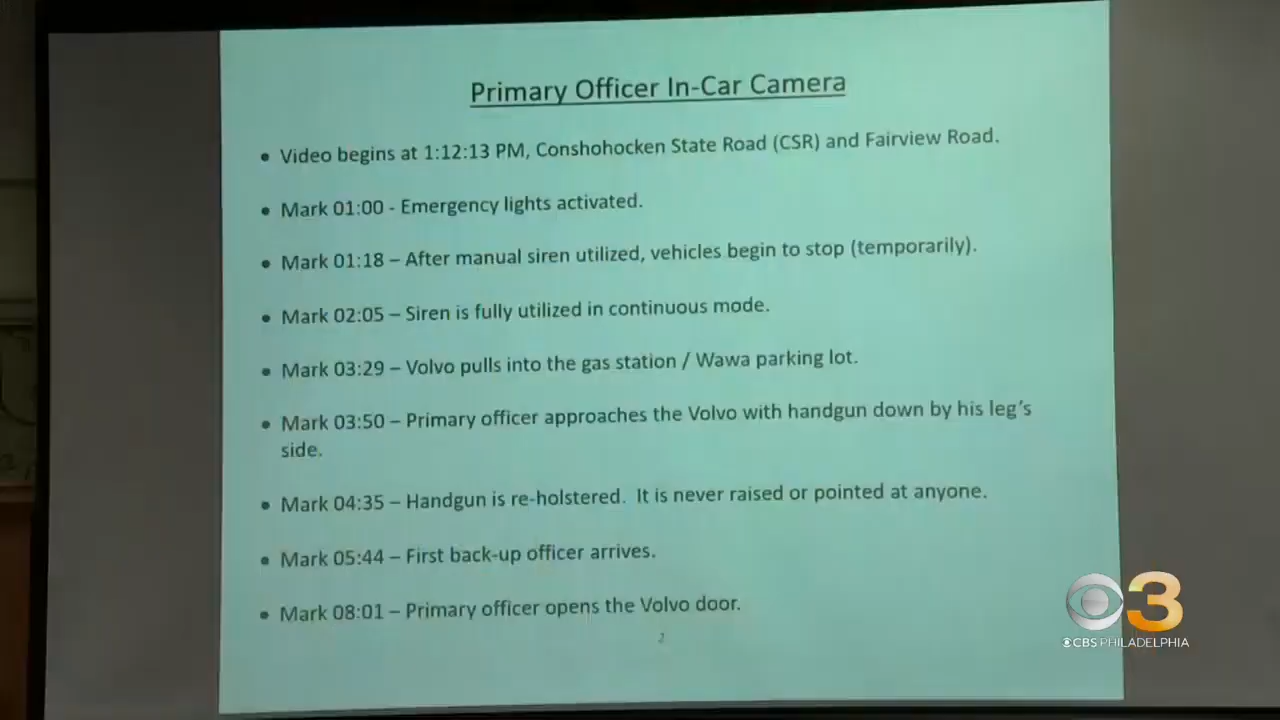 Primary Officer In-Car Camera
• Video begins at 1:12:13 PM, Conshohocken State Road (CSR) and Fairview Road.
• Mark 01:00 - Emergency lights activated.
• Mark 01:18 – After manual siren utilized, vehicles begin to stop (temporarily).
• Mark 02:05 – Siren is fully utilized in continuous mode.
• Mark 03:29 – Volvo pulls into the gas station / Wawa parking lot.
• Mark 03:50 – Primary officer approaches the Volvo with handgun down by his leg's
side.
• Mark 04:35 – Handgun is re-holstered.  It is never raised or pointed at anyone.
• Mark 05:44 – First back-up officer arrives.
• Mark 08:01 – Primary officer opens the Volvo door.
2
3
CBS PHILADELPHIA